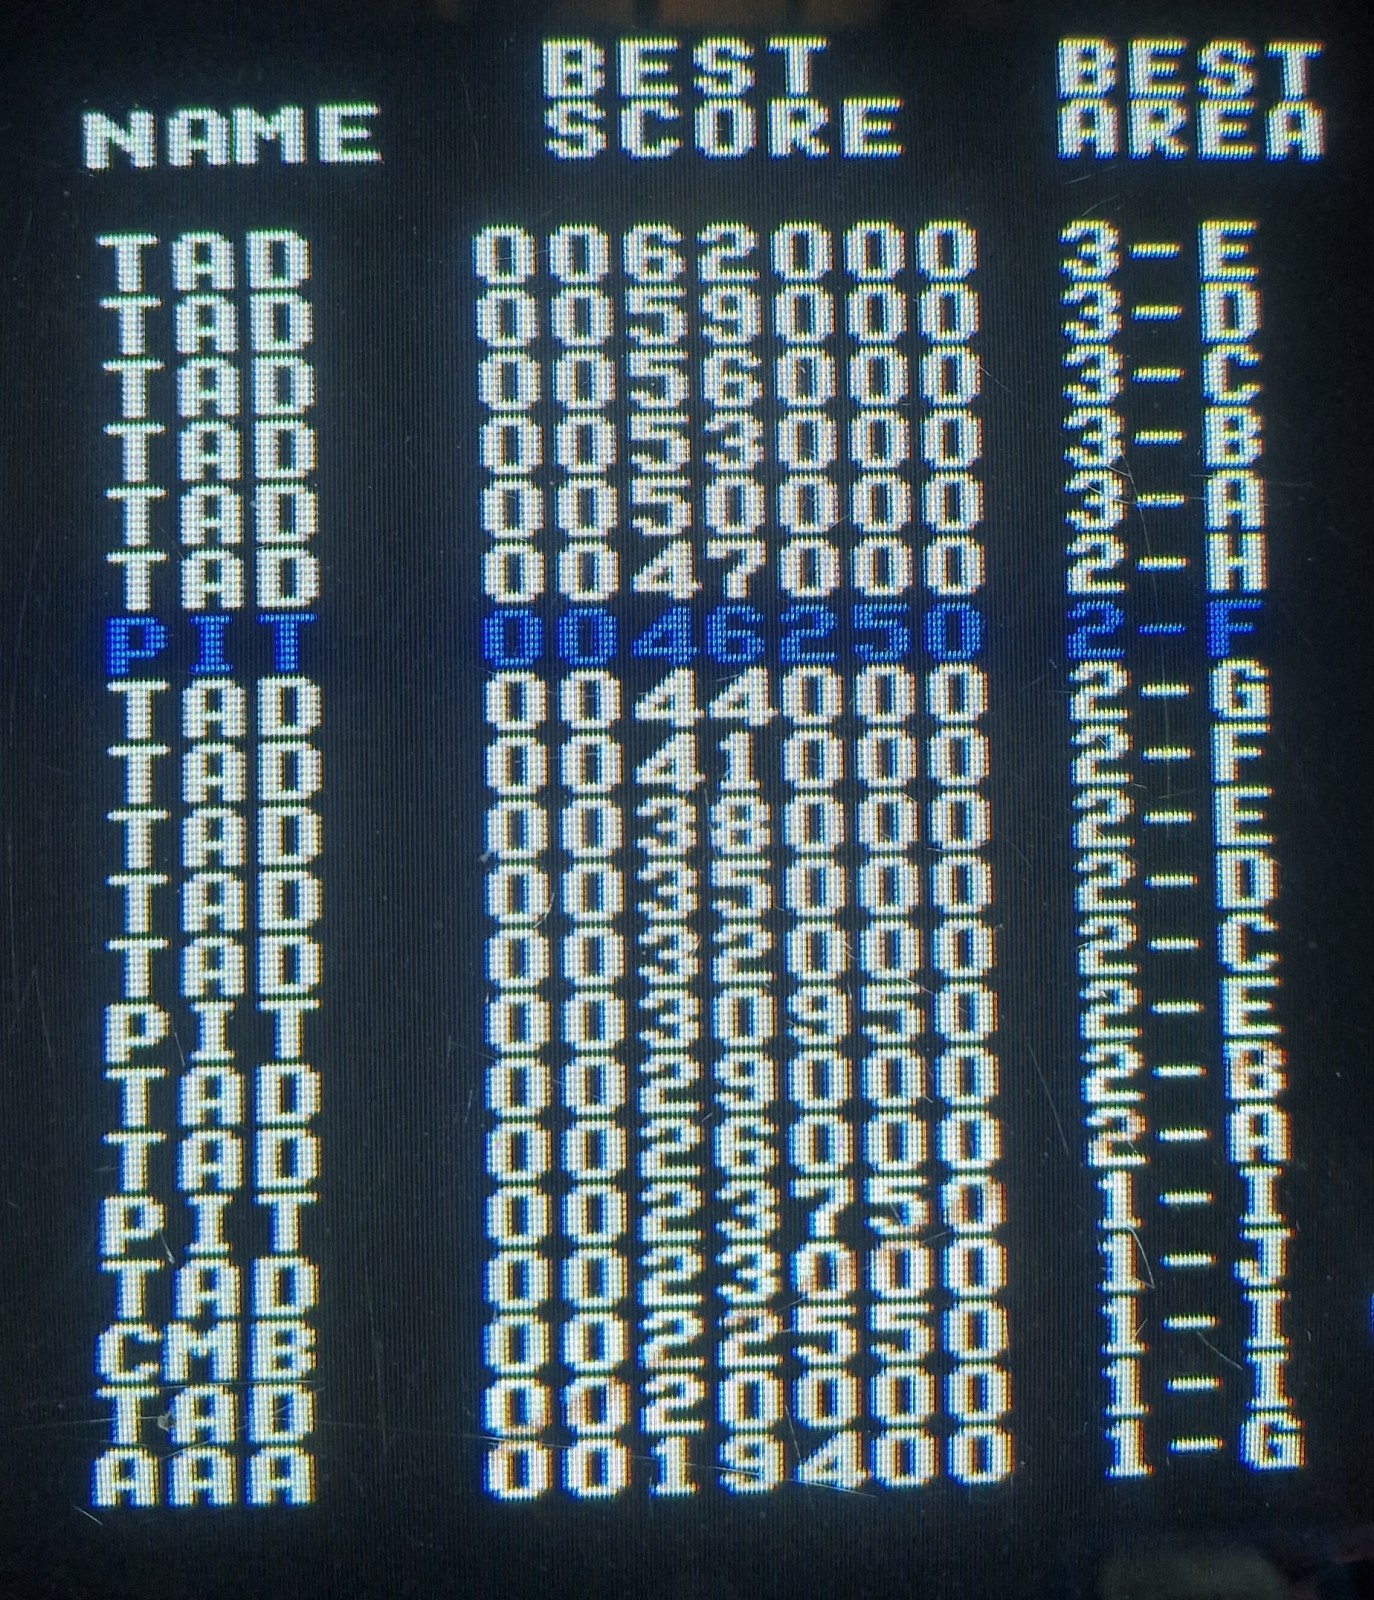 BEST BEST
NAME SCORE AREA
TAD 0062000 3-E
TAD 0059000 3-D
TAD 0056000 3-C
TAD 0053000 3-B
TAD 0050000 3-A
TAD 0047000 2-H
PIT 0046250 2-F
TAD 0044000 2-G
TAD 0041000 2-F
TAD 0038000 2-E
TAD 0035000 2-D
TAD 0032000 2-C
PIT 0030950 2-E
TAD 0029000 2-B
TAD 0026000 2-A
PIT 0023750 1-I
TAD 0023000 1-J
CMB 0022550 1-I
TAD 0020000 1-I
AAA 0019400 1-G